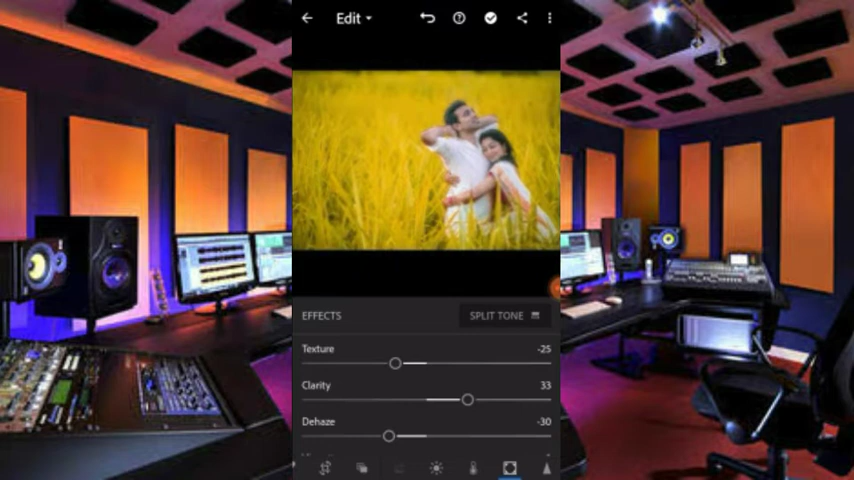 Edit
EFFECTS
SPLIT TONE
Texture -25
Clarity 33
Dehaze -30